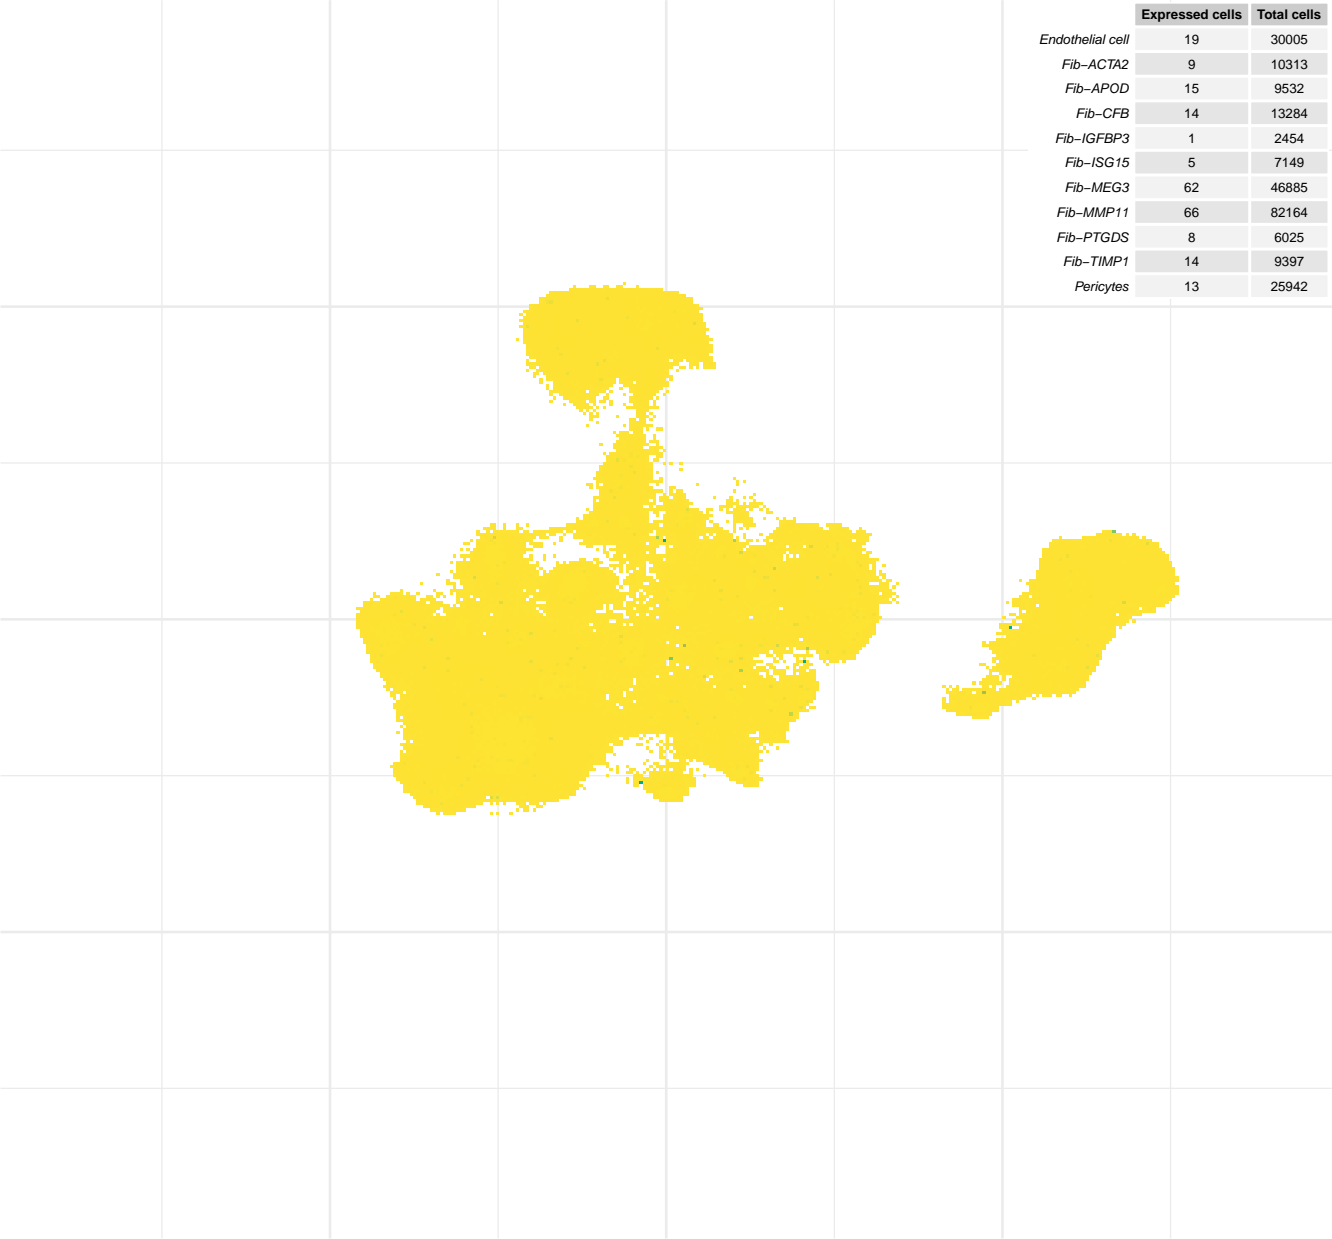 Expressed cells Total cells
Endothelial cell 19 30005
Fib−ACTA2 9 10313
Fib−APOD 15 9532
Fib−CFB 14 13284
Fib−IGFBP3 1 2454
Fib−ISG15 5 7149
Fib−MEG3 62 46885
Fib−MMP11 66 82164
Fib−PTGDS 8 6025
Fib−TIMP1 14 9397
Pericytes 13 25942